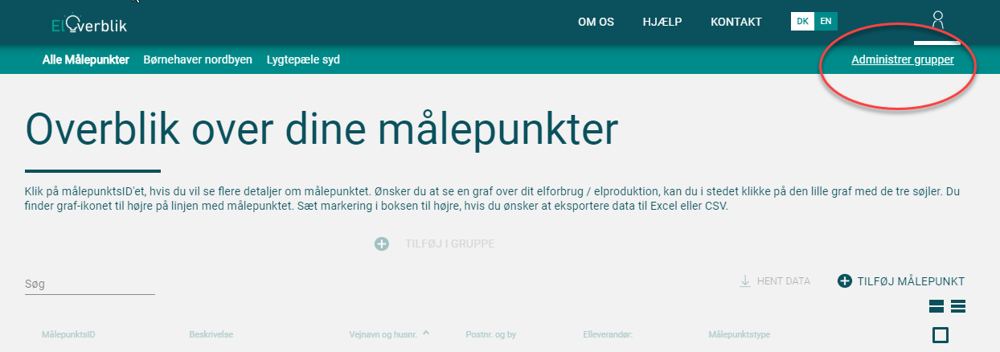 ElOverblik
OM OS HJÆLP KONTAKT DK EN
Alle Målepunkter Børnehaver nordbyen Lygtepæle syd Administrer grupper
Overblik over dine målepunkter
Klik på målepunktsID'et, hvis du vil se flere detaljer om målepunktet. Ønsker du at se en graf over dit elforbrug / elproduktion, kan du i stedet klikke på den lille graf med de tre søjler. Du
finder graf-ikonet til højre på linjen med målepunktet. Sæt markering i boksen til højre, hvis du ønsker at eksportere data til Excel eller CSV.
TILFØJ I GRUPPE
Søg HENT DATA TILFØJ MÅLEPUNKT
MålepunktsID Beskrivelse Vejnavn og husnr. Postnr. og by Elleverandør: Målepunktstype